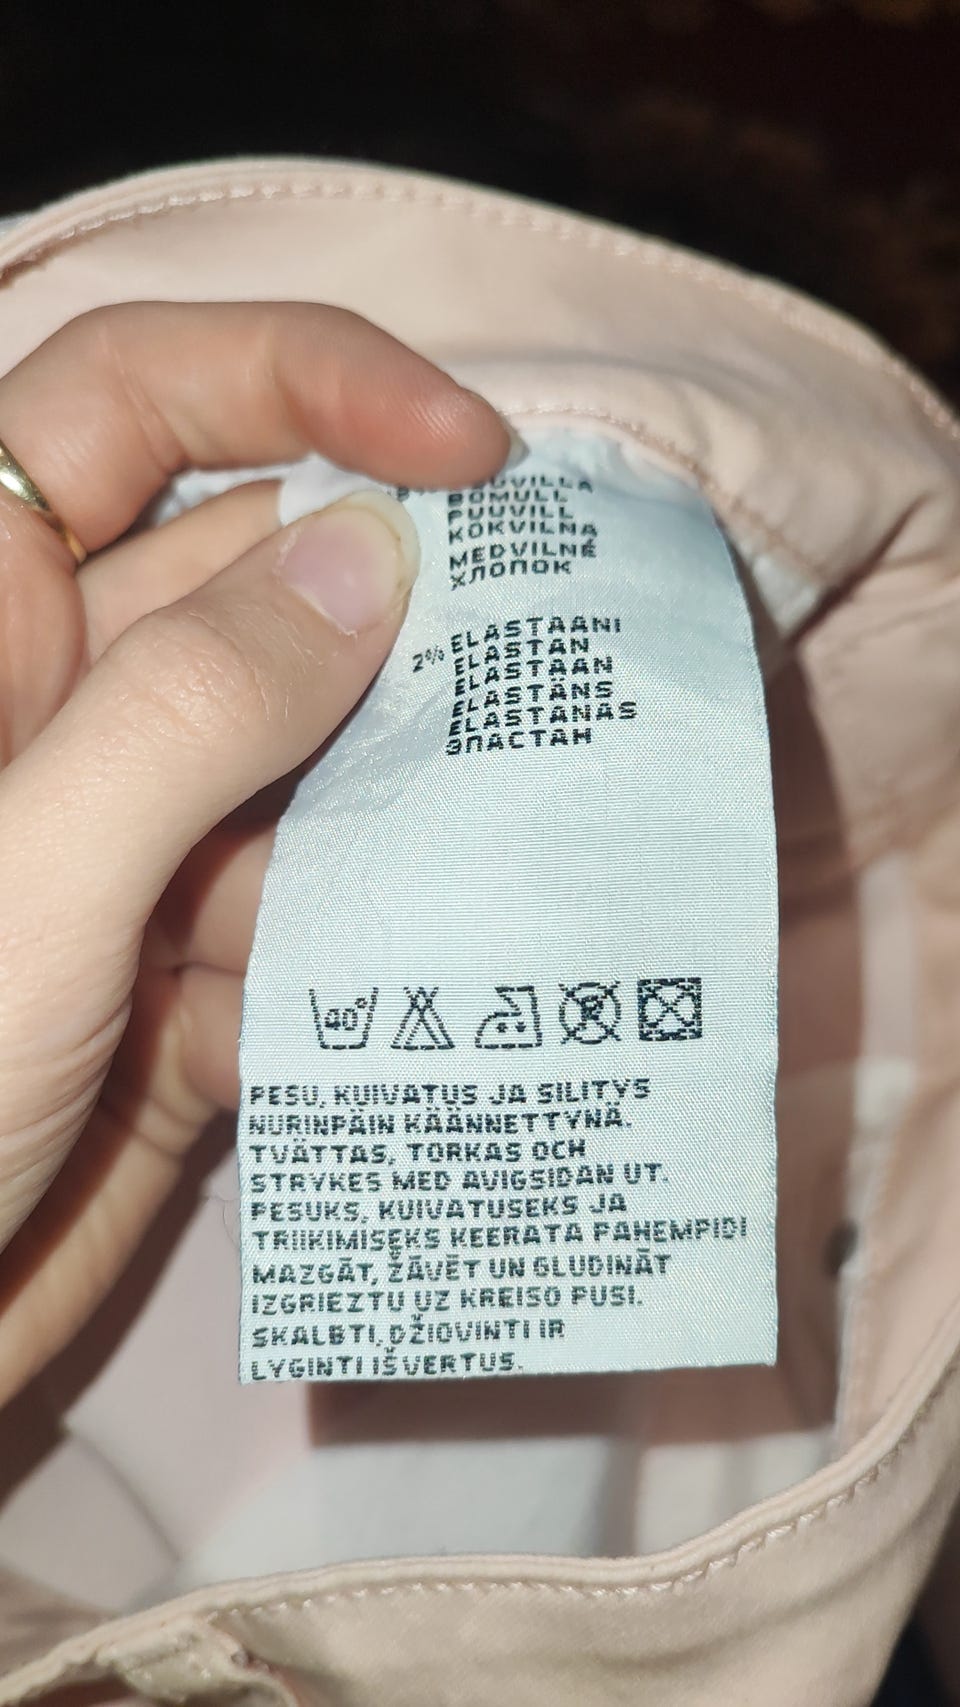 BOMULL
PUUVILL
KOKVILNA
MEDVILNĖ
ХЛОПОК
2% ELASTAANI
ELASTAN
ELASTAAN
ELASTĀNS
ELASTANAS
ЭЛАСТАН
40°
PESU, KUIVATUS JA SILITYS
NURINPÄIN KÄÄNNETTYNÄ.
TVÄTTAS, TORKAS OCH
STRYKES MED AVIGSIDAN UT.
PESUKS, KUIVATUSEKS JA
TRIIKIMISEKS KEERATA PAHEMPIDI
MAZGĀT, ŽĀVĒT UN GLUDINĀT
IZGRIEZTU UZ KREISO PUSI.
SKALBTI, DŽIOVINTI IR
LYGINTI IŠVERTUS.